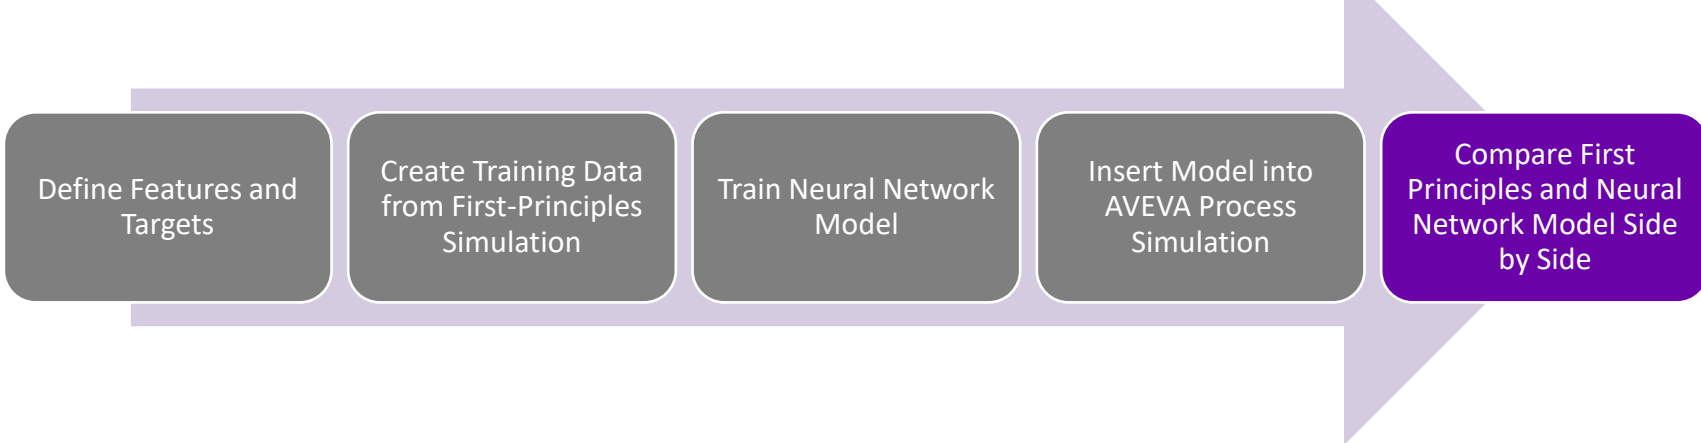 Define Features and
Targets
Create Training Data
from First-Principles
Simulation
Train Neural Network
Model
Insert Model into
AVEVA Process
Simulation
Compare First
Principles and Neural
Network Model Side
by Side